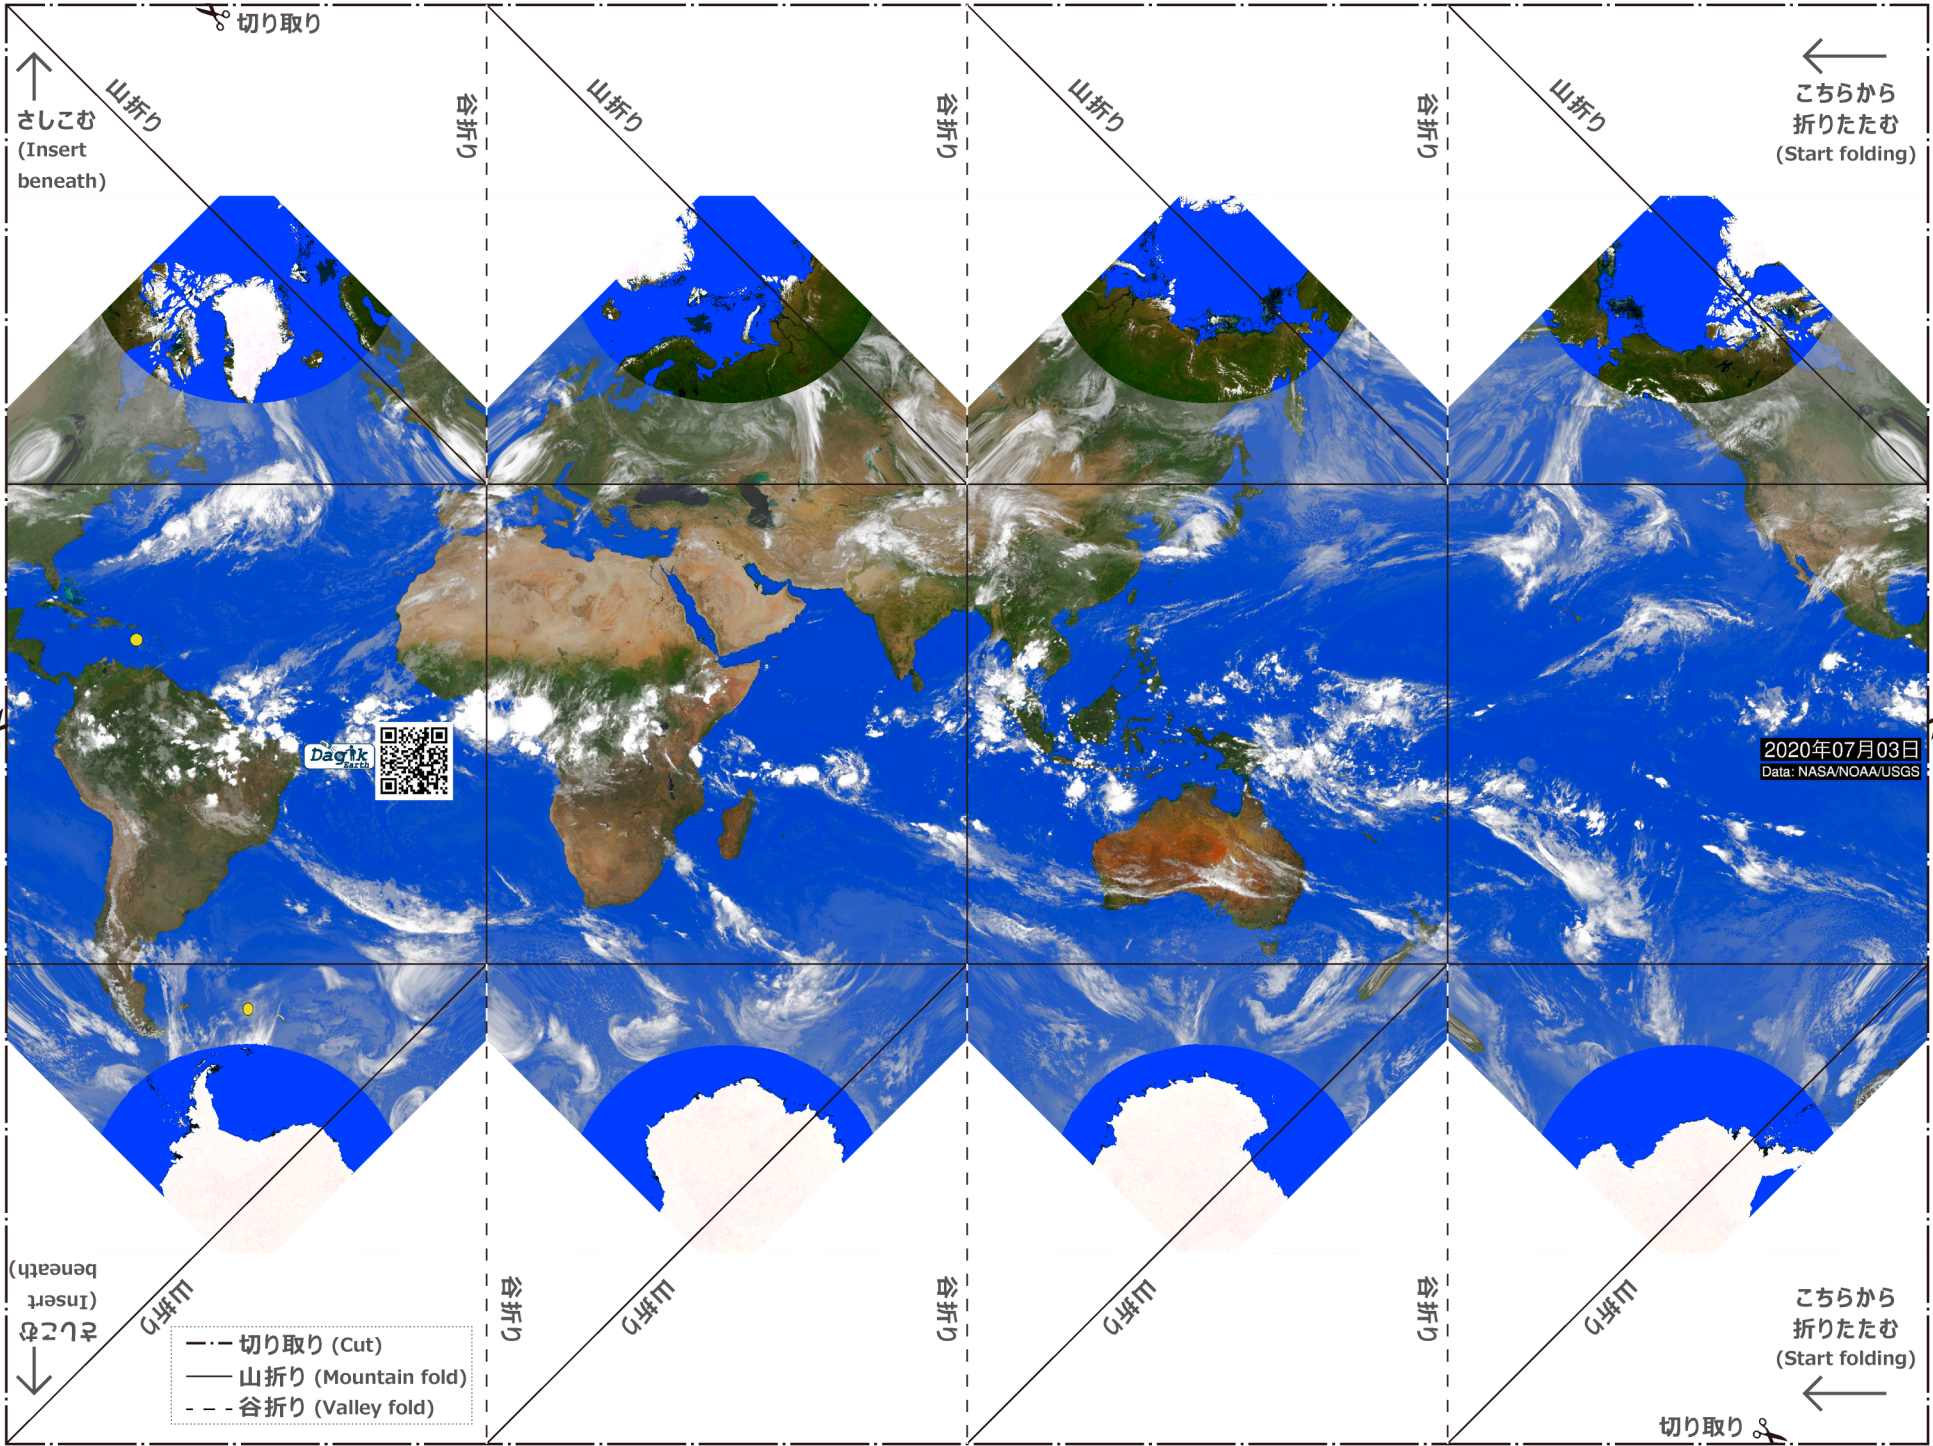 切り取り
山折り
谷折り
山折り
谷折り
山折り
谷折り
山折り
さしこむ
(Insert
beneath)
こちらから
折りたたむ
(Start folding)
Dagik
Earth
2020年07月03日
Data: NASA/NOAA/USGS
さしこむ
(Insert
beneath)
山折り
谷折り
山折り
谷折り
山折り
谷折り
山折り
切り取り (Cut)
山折り (Mountain fold)
谷折り (Valley fold)
こちらから
折りたたむ
(Start folding)
切り取り